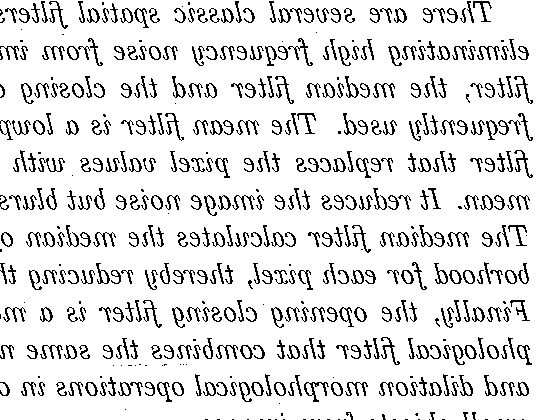 There are several classic spatial filters
eliminating high frequency noise from
filter, the median filter and the closing
frequently used. The mean filter is a
filter that replaces the pixel values with
mean. It reduces the image noise but blurs
The median filter calculates the median
borhood for each pixel, thereby reducing
Finally, the opening closing filter is a
phological filter that combines the same
and dilation morphological operations in